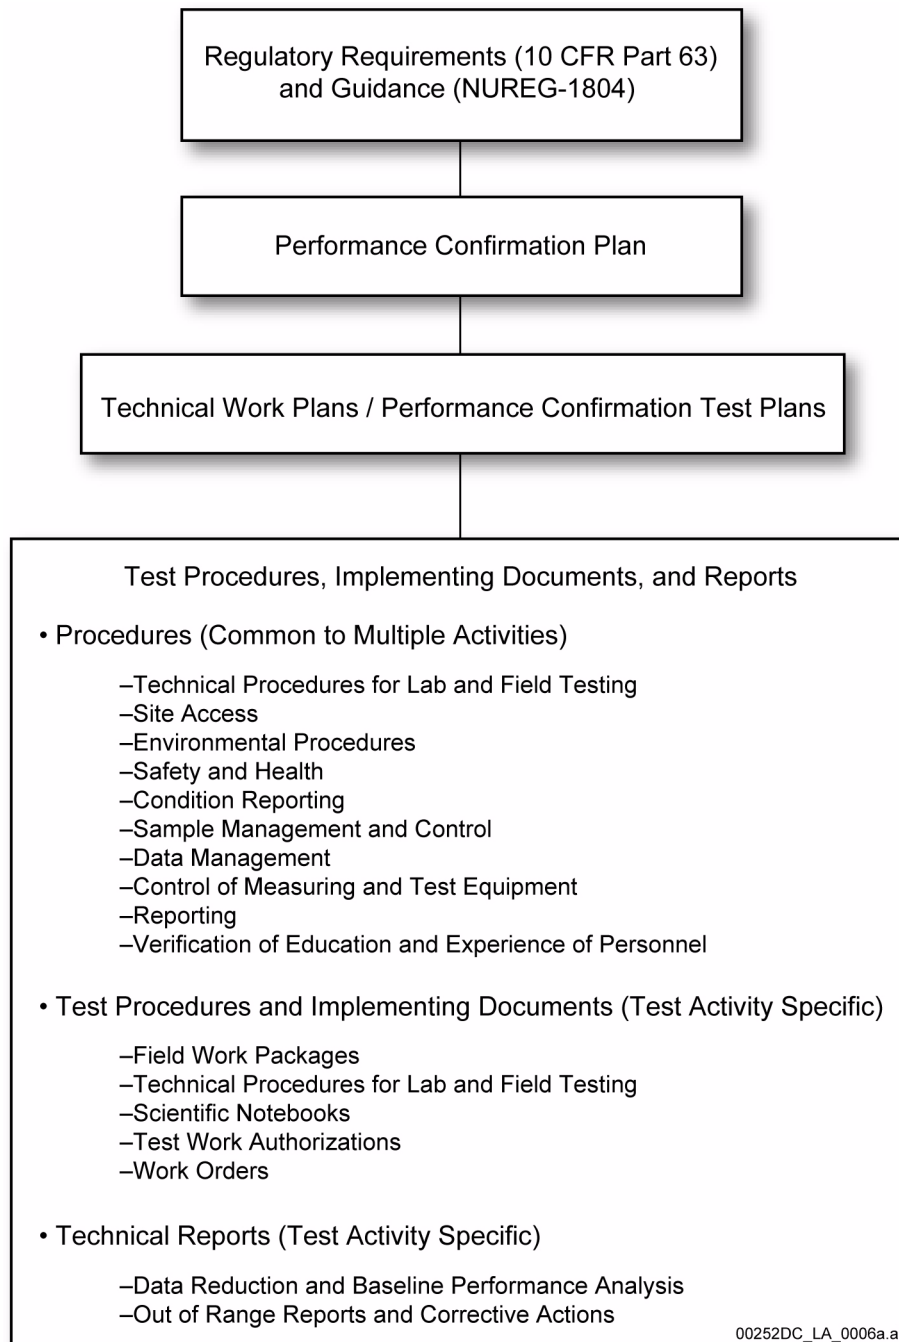 Regulatory Requirements (10 CFR Part 63)
and Guidance (NUREG-1804)
Performance Confirmation Plan
Technical Work Plans / Performance Confirmation Test Plans
Test Procedures, Implementing Documents, and Reports
• Procedures (Common to Multiple Activities)
–Technical Procedures for Lab and Field Testing
–Site Access
–Environmental Procedures
–Safety and Health
–Condition Reporting
–Sample Management and Control
–Data Management
–Control of Measuring and Test Equipment
–Reporting
–Verification of Education and Experience of Personnel
• Test Procedures and Implementing Documents (Test Activity Specific)
–Field Work Packages
–Technical Procedures for Lab and Field Testing
–Scientific Notebooks
–Test Work Authorizations
–Work Orders
• Technical Reports (Test Activity Specific)
–Data Reduction and Baseline Performance Analysis
–Out of Range Reports and Corrective Actions
00252DC_LA_0006a.a